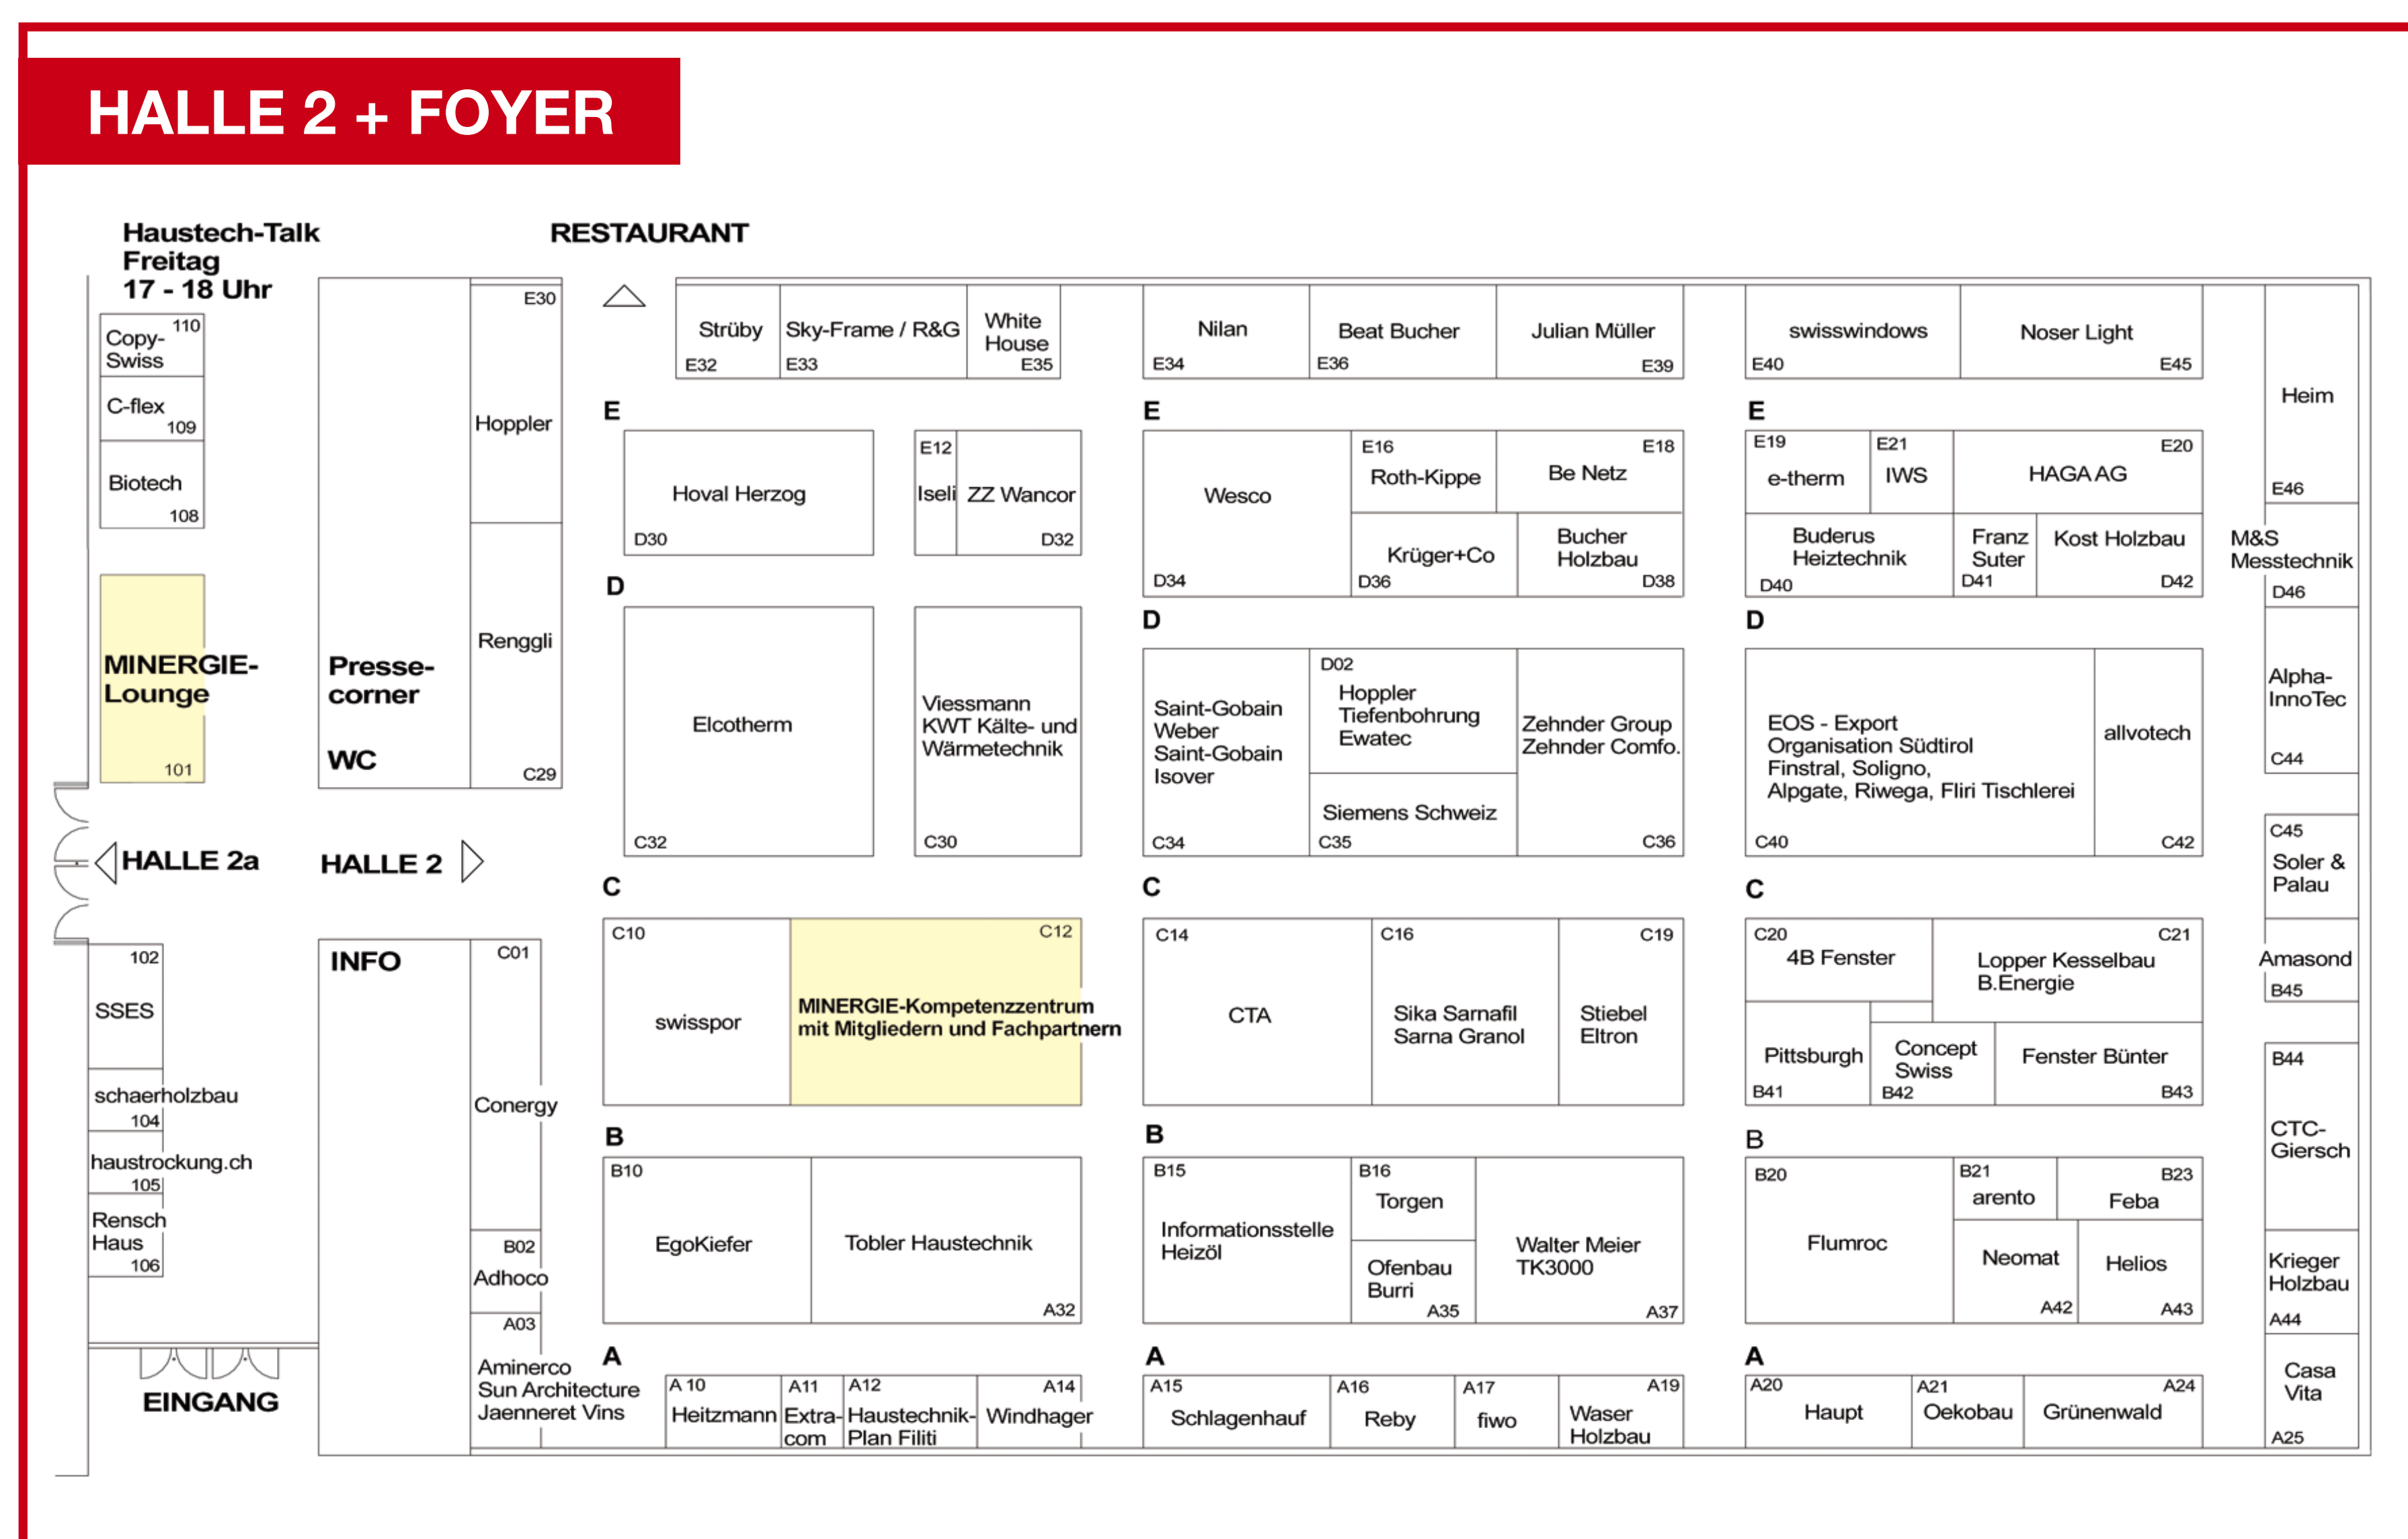 HALLE 2 + FOYER
Haustech-Talk
Freitag
17 - 18 Uhr
RESTAURANT
110
Copy-
Swiss
C-flex
109
Biotech
108
MINERGIE-
Lounge
101
HALLE 2a
HALLE 2
102
SSES
schaerholzbau
104
haustrockung.ch
105
Rensch
Haus
106
EINGANG
Presse-
corner
WC
INFO
E30
Hoppler
Renggli
C29
C01
Conergy
B02
Adhoco
A03
Aminerco
Sun Architecture
Jaenneret Vins
Strüby
E32
Sky-Frame / R&G
E33
White
House
E35
E
Hoval Herzog
D30
E12
Iseli
ZZ Wancor
D32
D
Elcotherm
C32
Viessmann
KWT Kälte- und
Wärmetechnik
C30
C
C10
swisspor
C12
MINERGIE-Kompetenzzentrum
mit Mitgliedern und Fachpartnern
B
B10
EgoKiefer
Tobler Haustechnik
A32
A
A 10
Heitzmann
A11
Extra-
com
A12
Haustechnik-
Plan Filiti
A14
Windhager
Nilan
E34
Beat Bucher
E36
Julian Müller
E39
E
Wesco
D34
E16
Roth-Kippe
E18
Be Netz
Krüger+Co
D36
Bucher
Holzbau
D38
D
Saint-Gobain
Weber
Saint-Gobain
Isover
C34
D02
Hoppler
Tiefenbohrung
Ewatec
Siemens Schweiz
C35
Zehnder Group
Zehnder Comfo.
C36
C
C14
CTA
C16
Sika Sarnafil
Sarna Granol
C19
Stiebel
Eltron
B
B15
Informationsstelle
Heizöl
B16
Torgen
Ofenbau
Burri
A35
Walter Meier
TK3000
A37
A
A15
Schlagenhauf
A16
Reby
A17
fiwo
A19
Waser
Holzbau
swisswindows
E40
Noser Light
E45
E
E19
e-therm
E21
IWS
E20
HAGA AG
Buderus
Heiztechnik
D40
Franz
Suter
D41
Kost Holzbau
D42
D
EOS - Export
Organisation Südtirol
Finstral, Soligno,
Alpgate, Riwega, Fliri Tischlerei
C40
allvotech
C42
C
C20
4B Fenster
C21
Lopper Kesselbau
B.Energie
Pittsburgh
B41
Concept
Swiss
B42
Fenster Bünter
B43
B
B20
Flumroc
B21
arento
B23
Feba
Neomat
A42
Helios
A43
A
A20
Haupt
A21
Oekobau
A24
Grünenwald
Heim
E46
M&S
Messtechnik
D46
Alpha-
InnoTec
C44
C45
Soler &
Palau
Amasond
B45
B44
CTC-
Giersch
Krieger
Holzbau
A44
Casa
Vita
A25